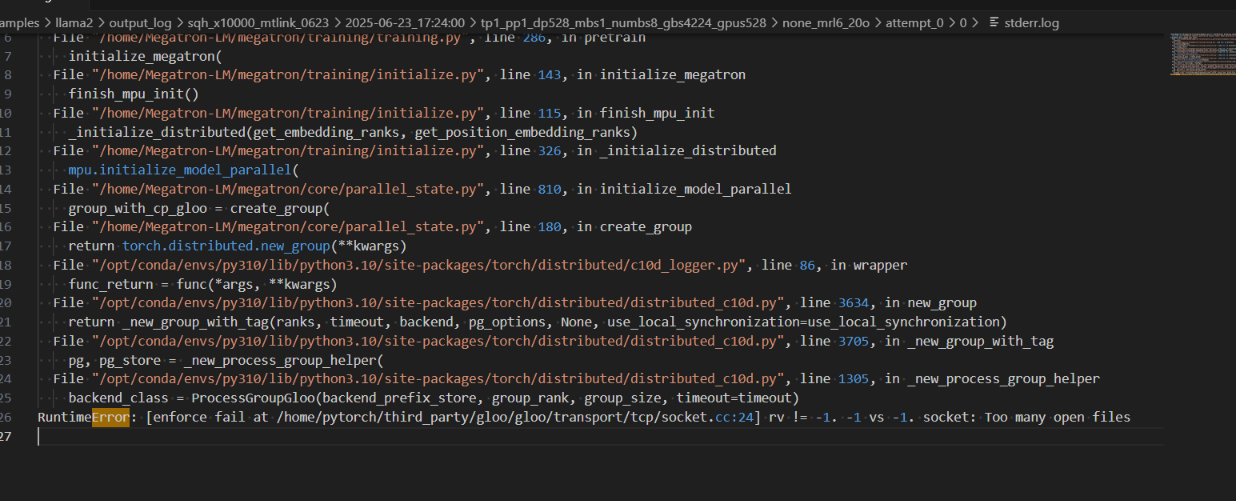 amples > llama2 > output_log > sqh_x10000_mtlink_0623 > 2025-06-23_17:24:00 > tp1_pp1_dp528_mbs1_numbs8_gbs4224_gpus528 > none_mrl6_20o > attempt_0 > 0 > stderr.log
6 File "/home/Megatron-LM/megatron/training/training.py", line 286, in pretrain
7 initialize_megatron(
8 File "/home/Megatron-LM/megatron/training/initialize.py", line 143, in initialize_megatron
9 finish_mpu_init()
10 File "/home/Megatron-LM/megatron/training/initialize.py", line 115, in finish_mpu_init
11 _initialize_distributed(get_embedding_ranks, get_position_embedding_ranks)
12 File "/home/Megatron-LM/megatron/training/initialize.py", line 326, in _initialize_distributed
13 mpu.initialize_model_parallel(
14 File "/home/Megatron-LM/megatron/core/parallel_state.py", line 810, in initialize_model_parallel
15 group_with_cp_gloo = create_group(
16 File "/home/Megatron-LM/megatron/core/parallel_state.py", line 180, in create_group
17 return torch.distributed.new_group(**kwargs)
18 File "/opt/conda/envs/py310/lib/python3.10/site-packages/torch/distributed/c10d_logger.py", line 86, in wrapper
19 func_return = func(*args, **kwargs)
20 File "/opt/conda/envs/py310/lib/python3.10/site-packages/torch/distributed/distributed_c10d.py", line 3634, in new_group
21 return _new_group_with_tag(ranks, timeout, backend, pg_options, None, use_local_synchronization=use_local_synchronization)
22 File "/opt/conda/envs/py310/lib/python3.10/site-packages/torch/distributed/distributed_c10d.py", line 3705, in _new_group_with_tag
23 pg, pg_store = _new_process_group_helper(
24 File "/opt/conda/envs/py310/lib/python3.10/site-packages/torch/distributed/distributed_c10d.py", line 1305, in _new_process_group_helper
25 backend_class = ProcessGroupGloo(backend_prefix_store, group_rank, group_size, timeout=timeout)
26 RuntimeError: [enforce fail at /home/pytorch/third_party/gloo/gloo/transport/tcp/socket.cc:24] rv != -1. -1 vs -1. socket: Too many open files
27